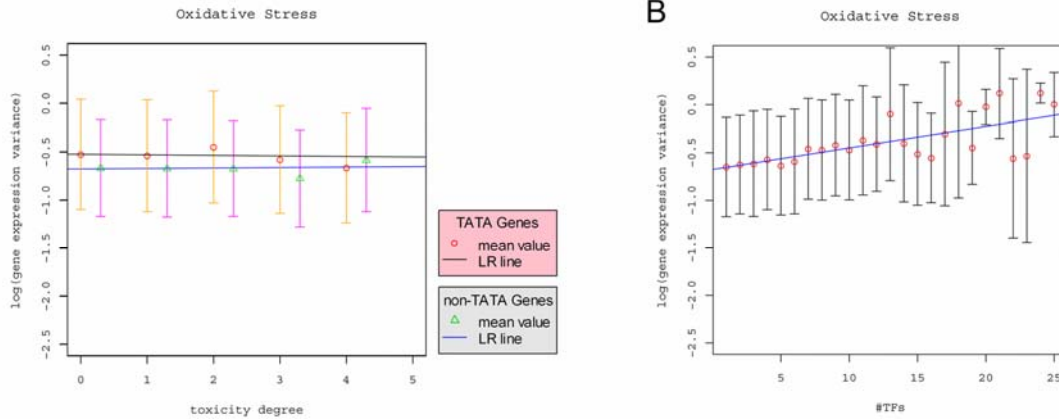 Oxidative Stress
log(gene expression variance)
0.5
0.0
-0.5
-1.0
-1.5
-2.0
-2.5
0 1 2 3 4 5
toxicity degree
TATA Genes
mean value
LR line
non-TATA Genes
mean value
LR line
B
Oxidative Stress
log(gene expression variance)
0.5
0.0
-0.5
-1.0
-1.5
-2.0
-2.5
5 10 15 20 25
#TFs